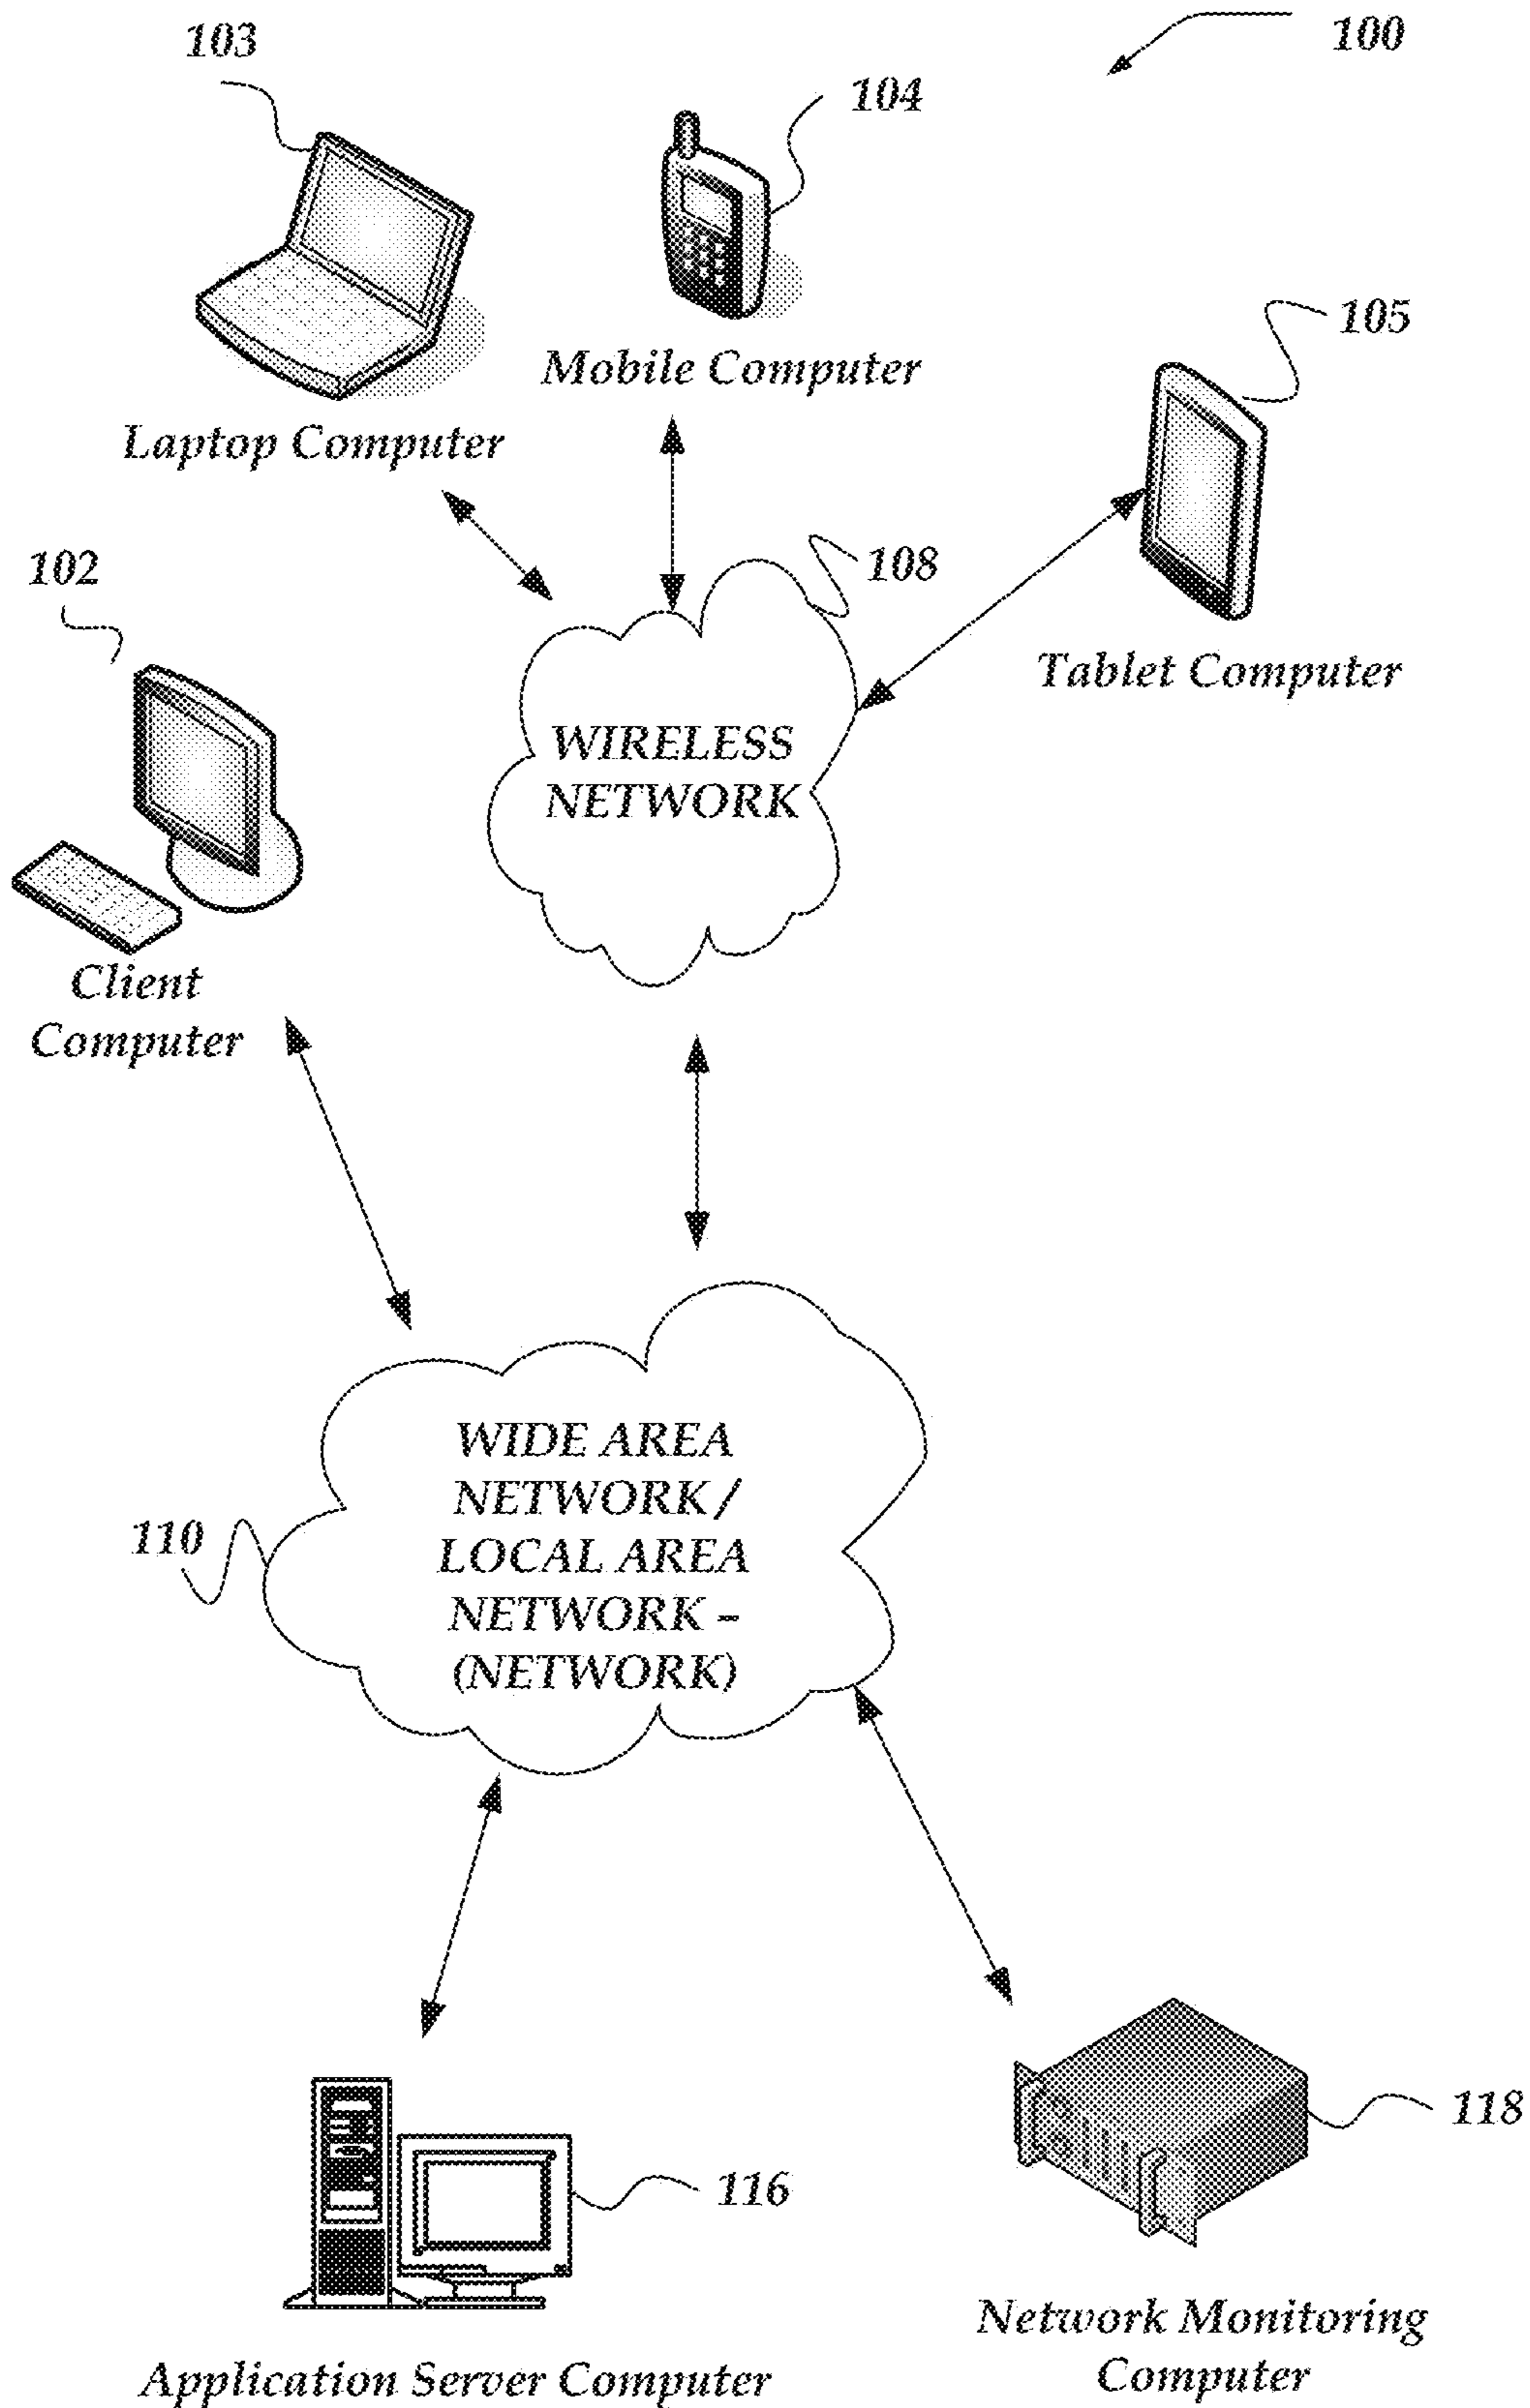 103
100
104
105
Mobile Computer
Laptop Computer
102
108
Tablet Computer
WIRELESS
NETWORK
Client
Computer
WIDE AREA
NETWORK /
LOCAL AREA
NETWORK –
(NETWORK)
110
118
116
Network Monitoring
Computer
Application Server Computer